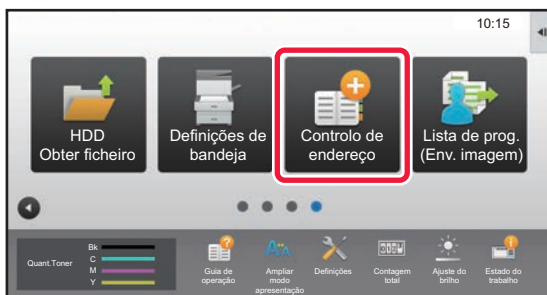 10:15
HDD
Obter ficheiro
Definições de
bandeja
Controlo de
endereço
Lista de prog.
(Env. imagem)
Quant.Toner
Bk
C
M
Y
Guia de
operação
Ampliar
modo
apresentação
Definições
Contagem
total
Ajuste do
brilho
Estado do
trabalho